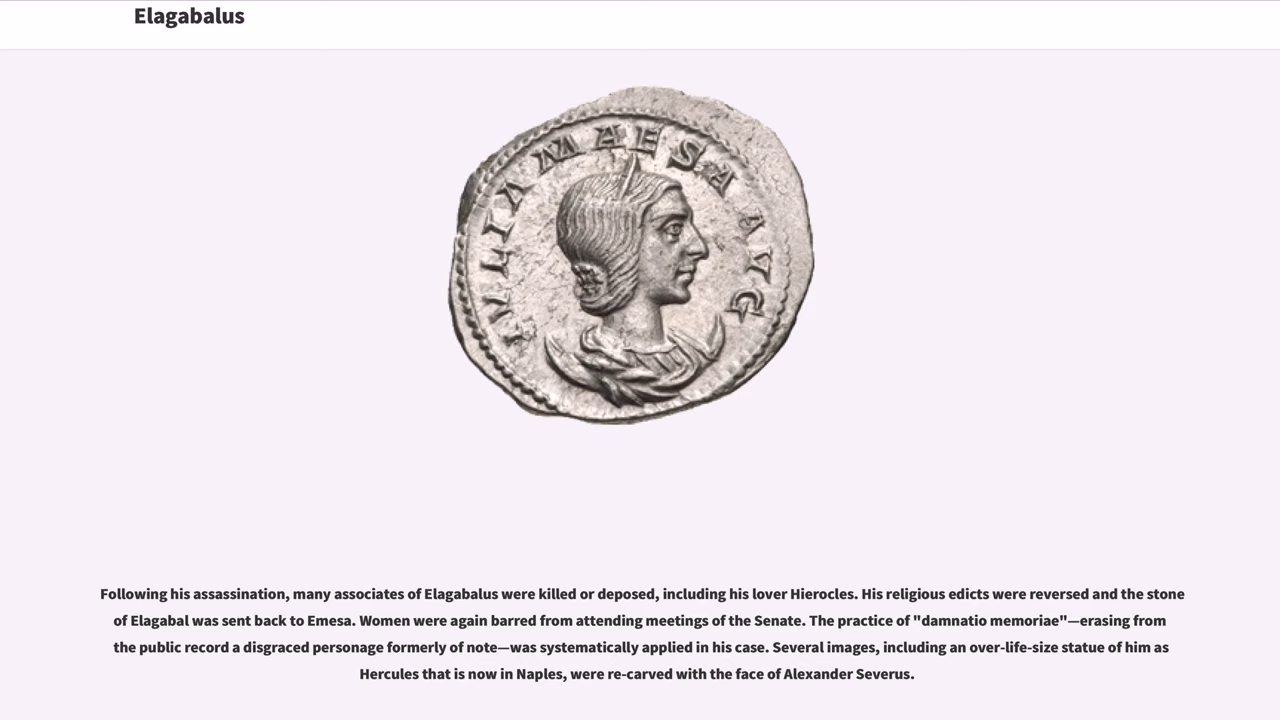 Elagabalus
IVLIA MAESA AVG
Following his assassination, many associates of Elagabalus were killed or deposed, including his lover Hierocles. His religious edicts were reversed and the stone
of Elagabal was sent back to Emesa. Women were again barred from attending meetings of the Senate. The practice of "damnatio memoriae"—erasing from
the public record a disgraced personage formerly of note—was systematically applied in his case. Several images, including an over-life-size statue of him as
Hercules that is now in Naples, were re-carved with the face of Alexander Severus.